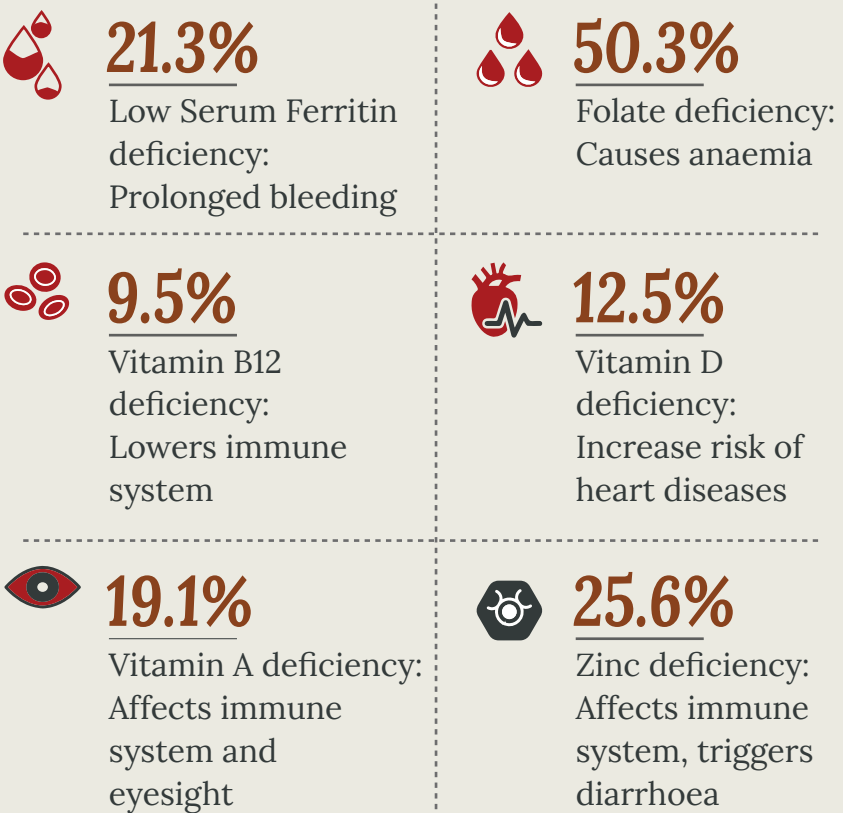 21.3%
Low Serum Ferritin
deficiency:
Prolonged bleeding
50.3%
Folate deficiency:
Causes anaemia
9.5%
Vitamin B12
deficiency:
Lowers immune
system
12.5%
Vitamin D
deficiency:
Increase risk of
heart diseases
19.1%
Vitamin A deficiency:
Affects immune
system and
eyesight
25.6%
Zinc deficiency:
Affects immune
system, triggers
diarrhoea